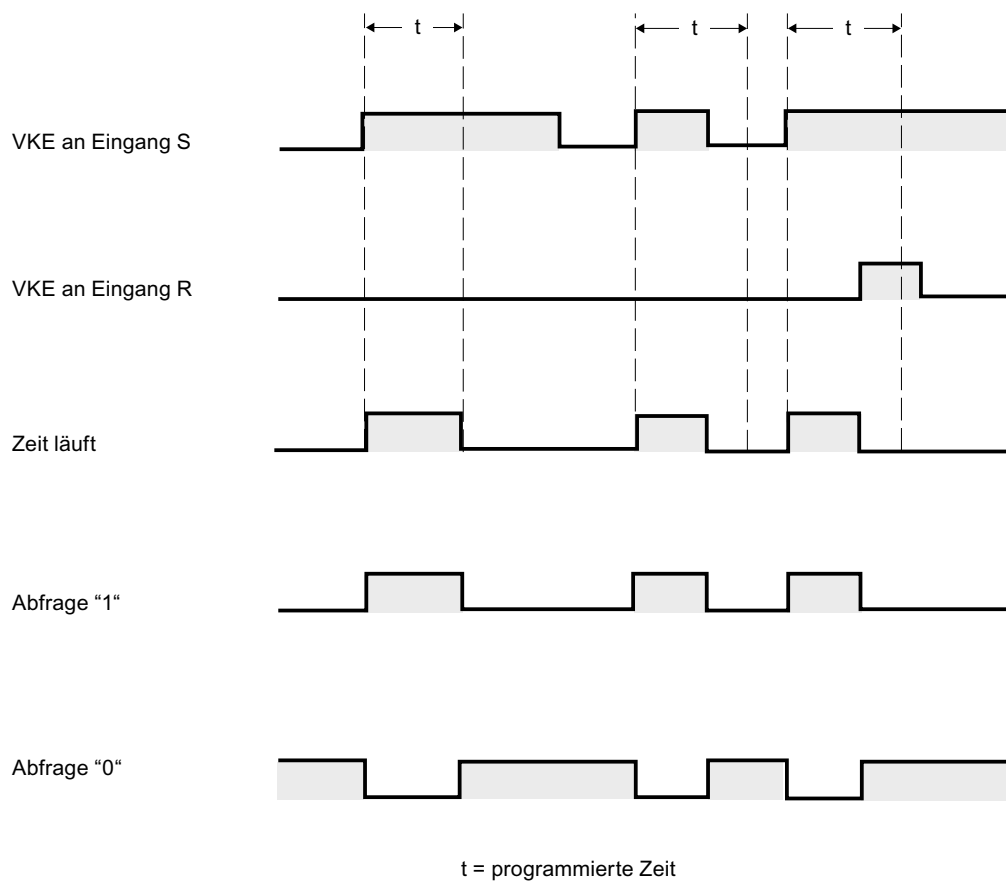 t t t
VKE an Eingang S
VKE an Eingang R
Zeit läuft
Abfrage “1“
Abfrage “0“
t = programmierte Zeit